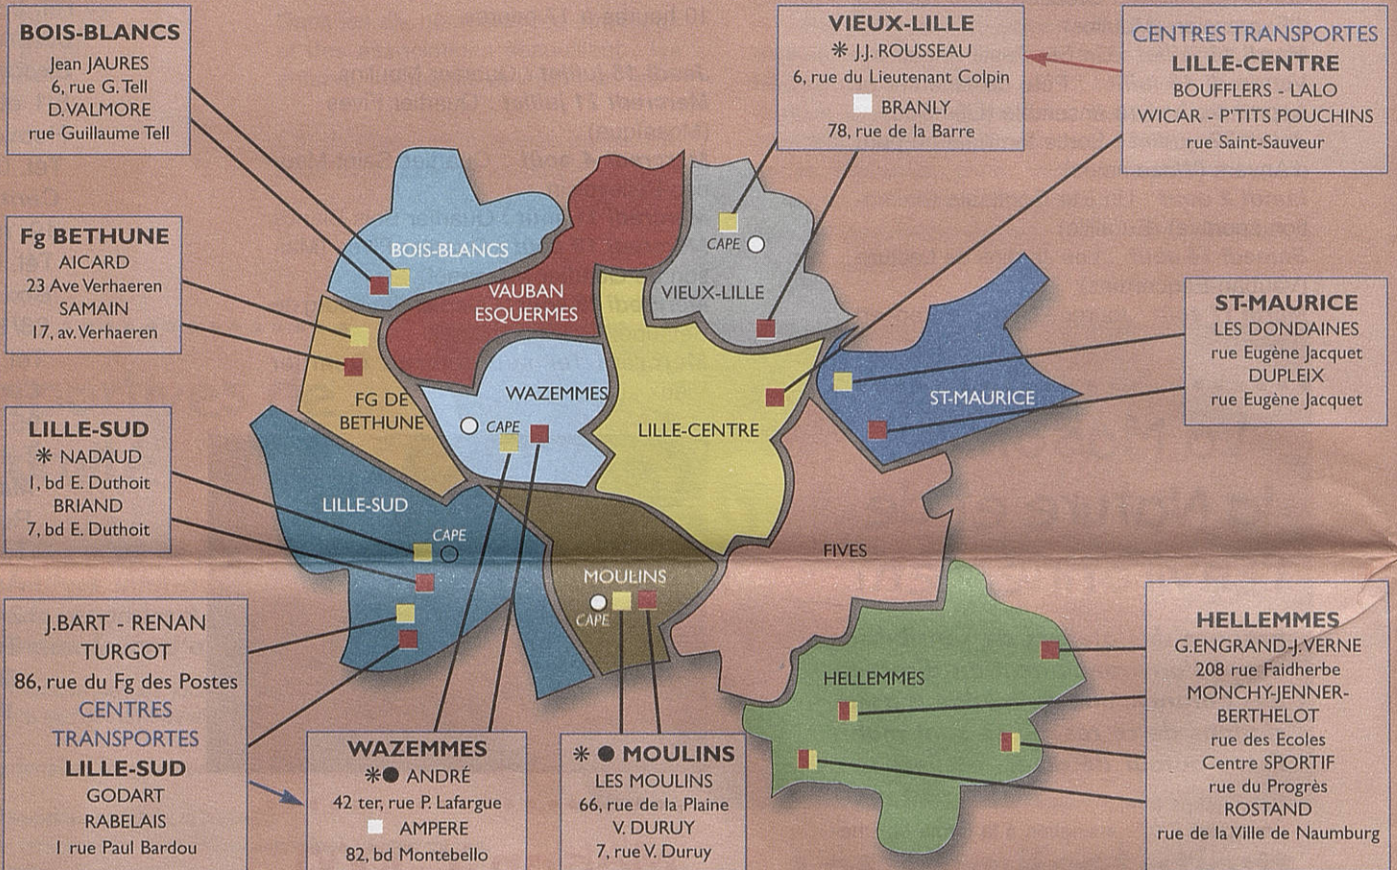 BOIS-BLANCS
Jean JAURES
6, rue G. Tell
D. VALMORE
rue Guillaume Tell
VIEUX-LILLE
* J.J. ROUSSEAU
6, rue du Lieutenant Colpin
BRANLY
78, rue de la Barre
CENTRES TRANSPORTES
LILLE-CENTRE
BOUFFLERS - LALO
WICAR - P'TITS POUCHINS
rue Saint-Sauveur
Fg BETHUNE
AICARD
23 Ave Verhaeren
SAMAIN
17, av. Verhaeren
ST-MAURICE
LES DONDAINES
rue Eugène Jacquet
DUPLEIX
rue Eugène Jacquet
LILLE-SUD
* NADAUD
1, bd E. Duthoit
BRIAND
7, bd E. Duthoit
BOIS-BLANCS
VAUBAN
ESQUERMES
CAPE
VIEUX-LILLE
FG DE
BETHUNE
WAZEMMES
CAPE
LILLE-CENTRE
ST-MAURICE
LILLE-SUD
CAPE
MOULINS
CAPE
FIVES
HELLEMMES
J. BART - RENAN
TURGOT
86, rue du Fg des Postes
CENTRES
TRANSPORTES
LILLE-SUD
GODART
RABELAIS
1 rue Paul Bardou
WAZEMMES
*● ANDRÉ
42 ter, rue P. Lafargue
AMPERE
82, bd Montebello
* ● MOULINS
LES MOULINS
66, rue de la Plaine
V. DURUY
7, rue V. Duruy
HELLEMMES
G.ENGRAND-J.VERNE
208 rue Faidherbe
MONCHY-JENNER-
BERTHELOT
rue des Ecoles
Centre SPORTIF
rue du Progrès
ROSTAND
rue de la Ville de Naumburg